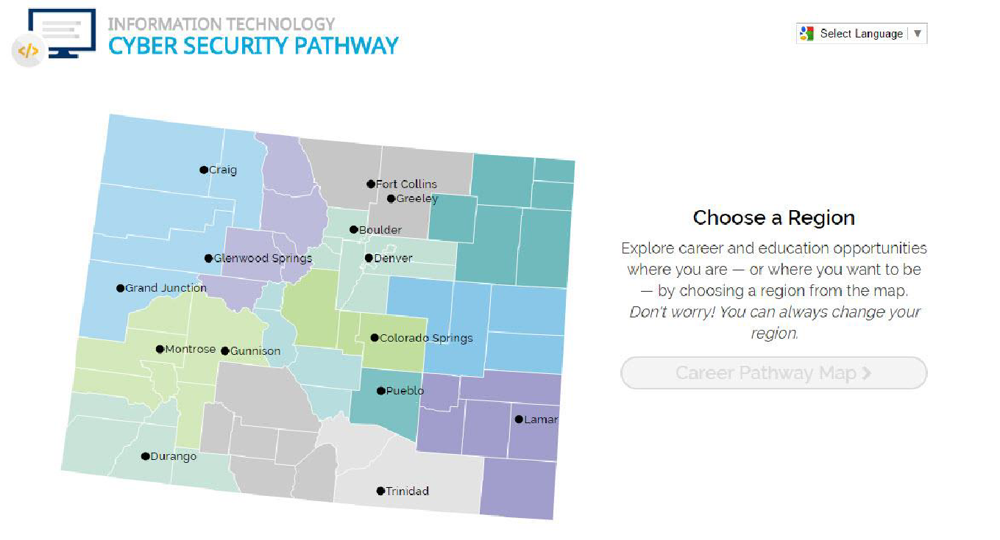 INFORMATION TECHNOLOGY
CYBER SECURITY PATHWAY
</>
Select Language ▼
Craig
Fort Collins
Greeley
Boulder
Glenwood Springs
Denver
Grand Junction
Colorado Springs
Montrose
Gunnison
Pueblo
Lamar
Durango
Trinidad
Choose a Region
Explore career and education opportunities
where you are — or where you want to be
— by choosing a region from the map.
Don't worry! You can always change your
region.
Career Pathway Map